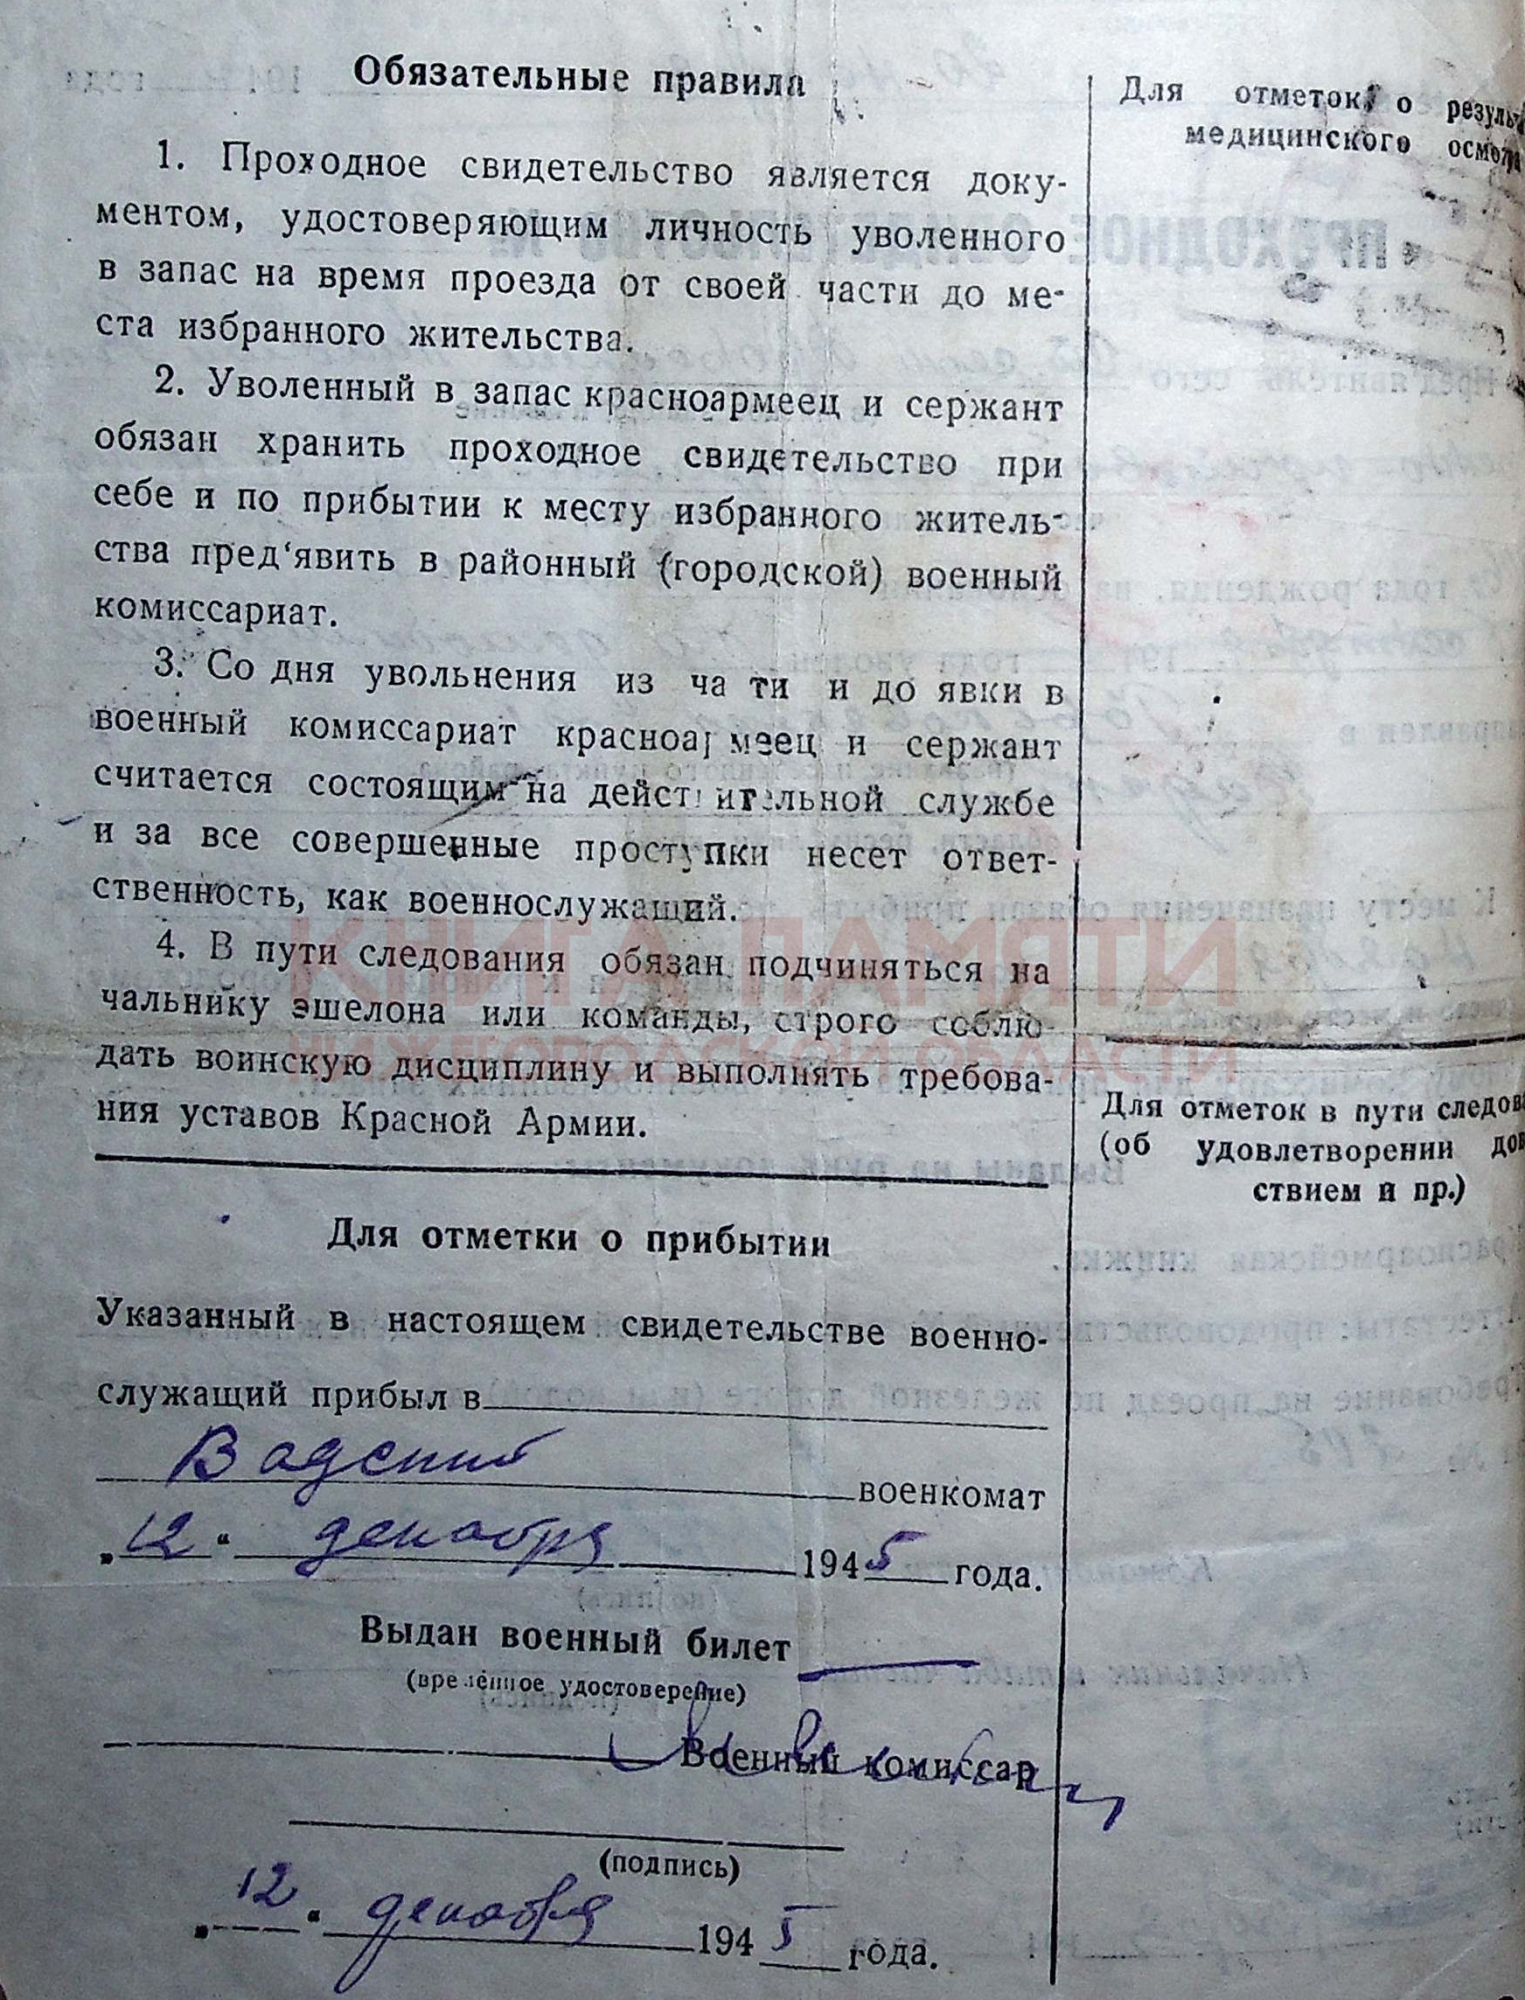 Обязательные правила
1. Проходное свидетельство является доку-
ментом, удостоверяющим личность уволенного
в запас на время проезда от своей части до ме-
ста избранного жительства.
2. Уволенный в запас красноармеец и сержант
обязан хранить проходное свидетельство при
себе и по прибытии к месту избранного житель-
ства пред‘явить в районный (городской) военный
комиссариат.
3. Со дня увольнения из ча ти и до явки в
военный комиссариат красноармеец и сержант
считается состоящим на действительной службе
и за все совершенные проступки несет ответ-
ственность, как военнослужащий.
4. В пути следования обязан подчиняться на
чальнику эшелона или команды, строго соблю-
дать воинскую дисциплину и выполнять требова-
ния уставов Красной Армии.
Для отметки о прибытии
Указанный в настоящем свидетельстве военно-
служащий прибыл в
Вадский
военкомат
„12“ декабря 1945 года.
Выдан военный билет
(временное удостоверение)
Военный комиссар
(подпись)
„12“ декабря 1945 года.
Для отметок о
медицинского
Для отметок в пути
(об удовлетворении
ствием и пр.)
КНИГА ПАМЯТИ
НИЖЕГОРОДСКОЙ ОБЛАСТИ